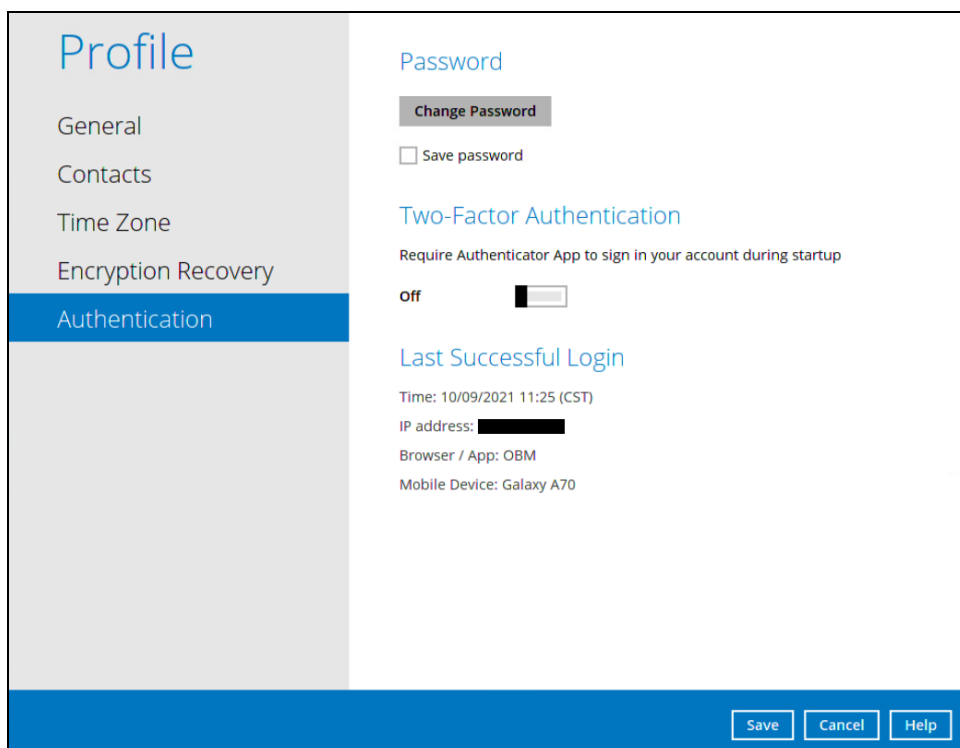 Profile
General
Contacts
Time Zone
Encryption Recovery
Authentication
Password
Change Password
Save password
Two-Factor Authentication
Require Authenticator App to sign in your account during startup
Off
Last Successful Login
Time: 10/09/2021 11:25 (CST)
IP address:
Browser / App: OBM
Mobile Device: Galaxy A70
Save Cancel Help